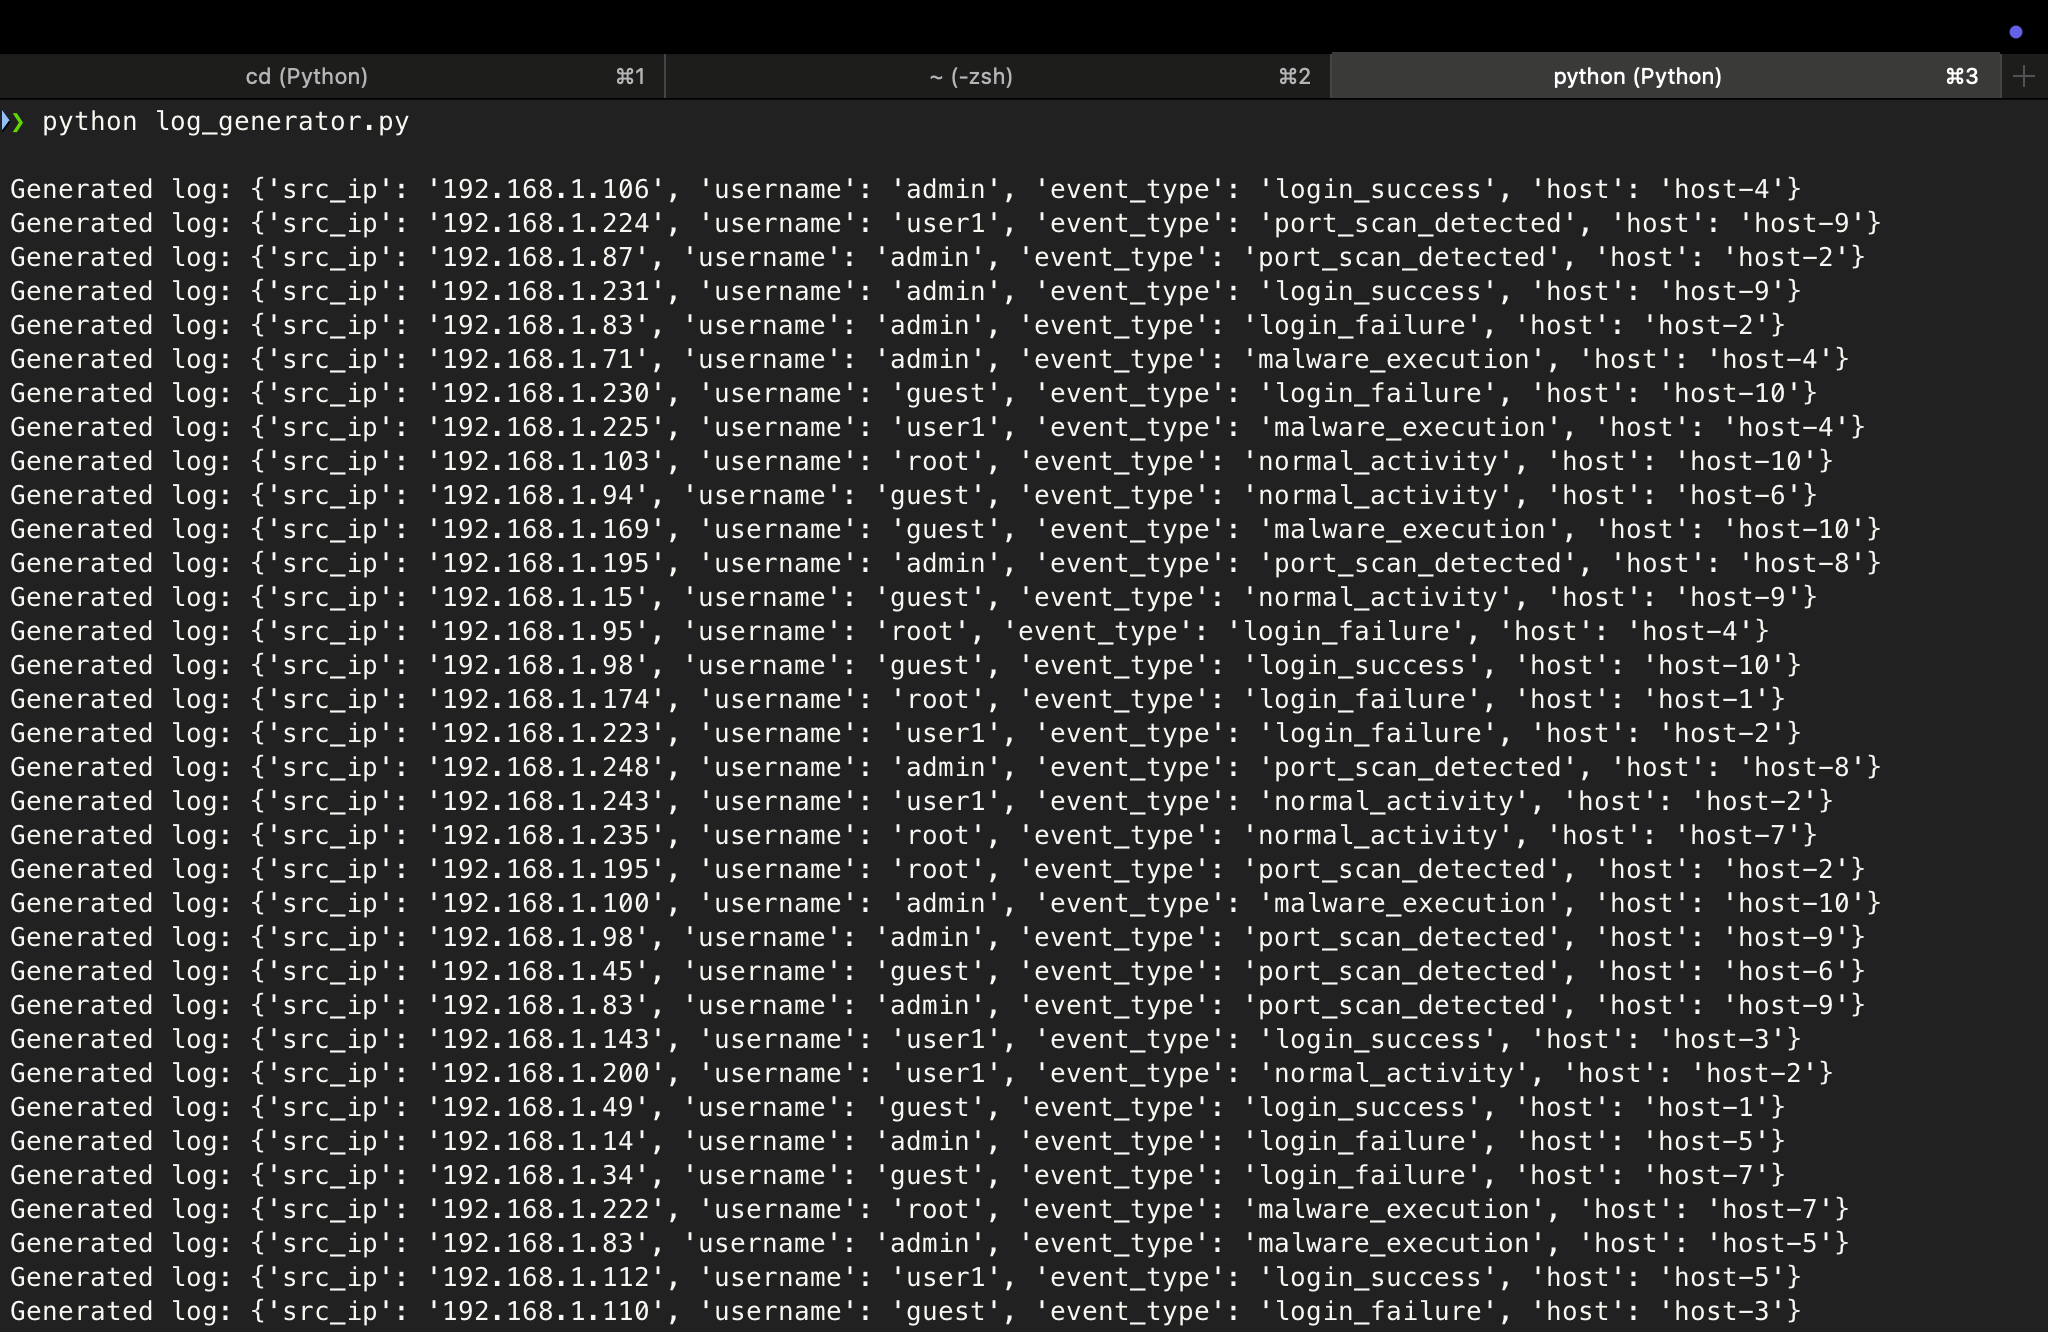 cd (Python) ⌘1 ~ (-zsh) ⌘2 python (Python) ⌘3
❯ python log_generator.py
Generated log: {'src_ip': '192.168.1.106', 'username': 'admin', 'event_type': 'login_success', 'host': 'host-4'}
Generated log: {'src_ip': '192.168.1.224', 'username': 'user1', 'event_type': 'port_scan_detected', 'host': 'host-9'}
Generated log: {'src_ip': '192.168.1.87', 'username': 'admin', 'event_type': 'port_scan_detected', 'host': 'host-2'}
Generated log: {'src_ip': '192.168.1.231', 'username': 'admin', 'event_type': 'login_success', 'host': 'host-9'}
Generated log: {'src_ip': '192.168.1.83', 'username': 'admin', 'event_type': 'login_failure', 'host': 'host-2'}
Generated log: {'src_ip': '192.168.1.71', 'username': 'admin', 'event_type': 'malware_execution', 'host': 'host-4'}
Generated log: {'src_ip': '192.168.1.230', 'username': 'guest', 'event_type': 'login_failure', 'host': 'host-10'}
Generated log: {'src_ip': '192.168.1.225', 'username': 'user1', 'event_type': 'malware_execution', 'host': 'host-4'}
Generated log: {'src_ip': '192.168.1.103', 'username': 'root', 'event_type': 'normal_activity', 'host': 'host-10'}
Generated log: {'src_ip': '192.168.1.94', 'username': 'guest', 'event_type': 'normal_activity', 'host': 'host-6'}
Generated log: {'src_ip': '192.168.1.169', 'username': 'guest', 'event_type': 'malware_execution', 'host': 'host-10'}
Generated log: {'src_ip': '192.168.1.195', 'username': 'admin', 'event_type': 'port_scan_detected', 'host': 'host-8'}
Generated log: {'src_ip': '192.168.1.15', 'username': 'guest', 'event_type': 'normal_activity', 'host': 'host-9'}
Generated log: {'src_ip': '192.168.1.95', 'username': 'root', 'event_type': 'login_failure', 'host': 'host-4'}
Generated log: {'src_ip': '192.168.1.98', 'username': 'guest', 'event_type': 'login_success', 'host': 'host-10'}
Generated log: {'src_ip': '192.168.1.174', 'username': 'root', 'event_type': 'login_failure', 'host': 'host-1'}
Generated log: {'src_ip': '192.168.1.223', 'username': 'user1', 'event_type': 'login_failure', 'host': 'host-2'}
Generated log: {'src_ip': '192.168.1.248', 'username': 'admin', 'event_type': 'port_scan_detected', 'host': 'host-8'}
Generated log: {'src_ip': '192.168.1.243', 'username': 'user1', 'event_type': 'normal_activity', 'host': 'host-2'}
Generated log: {'src_ip': '192.168.1.235', 'username': 'root', 'event_type': 'normal_activity', 'host': 'host-7'}
Generated log: {'src_ip': '192.168.1.195', 'username': 'root', 'event_type': 'port_scan_detected', 'host': 'host-2'}
Generated log: {'src_ip': '192.168.1.100', 'username': 'admin', 'event_type': 'malware_execution', 'host': 'host-10'}
Generated log: {'src_ip': '192.168.1.98', 'username': 'admin', 'event_type': 'port_scan_detected', 'host': 'host-9'}
Generated log: {'src_ip': '192.168.1.45', 'username': 'guest', 'event_type': 'port_scan_detected', 'host': 'host-6'}
Generated log: {'src_ip': '192.168.1.83', 'username': 'admin', 'event_type': 'port_scan_detected', 'host': 'host-9'}
Generated log: {'src_ip': '192.168.1.143', 'username': 'user1', 'event_type': 'login_success', 'host': 'host-3'}
Generated log: {'src_ip': '192.168.1.200', 'username': 'user1', 'event_type': 'normal_activity', 'host': 'host-2'}
Generated log: {'src_ip': '192.168.1.49', 'username': 'guest', 'event_type': 'login_success', 'host': 'host-1'}
Generated log: {'src_ip': '192.168.1.14', 'username': 'admin', 'event_type': 'login_failure', 'host': 'host-5'}
Generated log: {'src_ip': '192.168.1.34', 'username': 'guest', 'event_type': 'login_failure', 'host': 'host-7'}
Generated log: {'src_ip': '192.168.1.222', 'username': 'root', 'event_type': 'malware_execution', 'host': 'host-7'}
Generated log: {'src_ip': '192.168.1.83', 'username': 'admin', 'event_type': 'malware_execution', 'host': 'host-5'}
Generated log: {'src_ip': '192.168.1.112', 'username': 'user1', 'event_type': 'login_success', 'host': 'host-5'}
Generated log: {'src_ip': '192.168.1.110', 'username': 'guest', 'event_type': 'login_failure', 'host': 'host-3'}